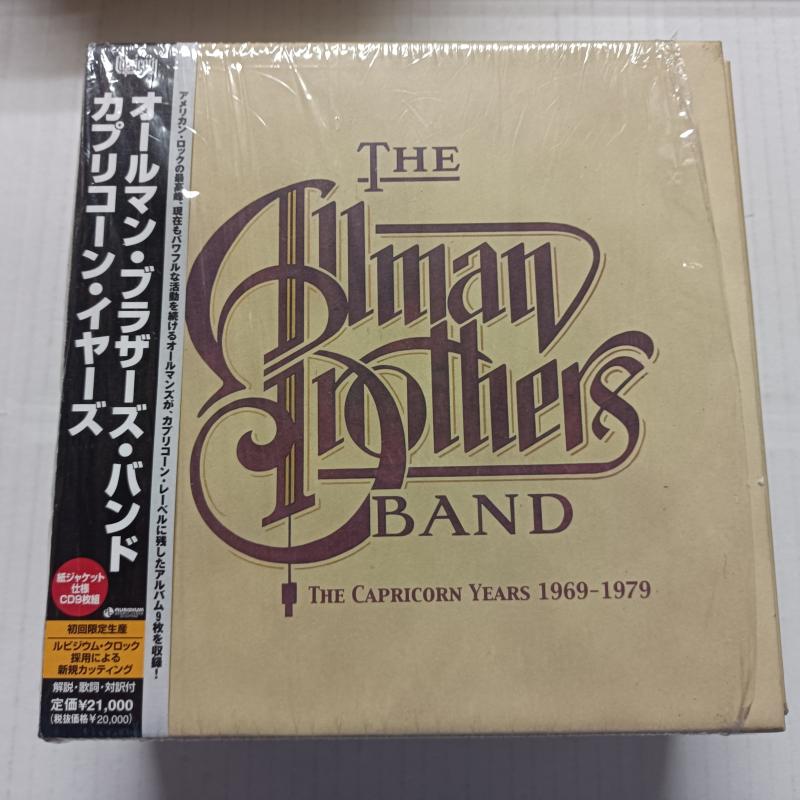 オールマン・ブラザーズ・バンド
カプリコーン・イヤーズ
アメリカン・ロックの最高峰、現在もパワフルな活動を続けるオールマンズが、カプリコーン・レーベルに残したアルバム9枚を収録!
紙ジャケット
仕様
CD9枚組
RUBIDIUM
初回限定生産
ルビジウム・クロック
採用による
新規カッティング
解説・歌詞・対訳付
定価¥21,000
(税抜価格¥20,000)
THE
Allman
Brothers
BAND
THE CAPRICORN YEARS 1969-1979